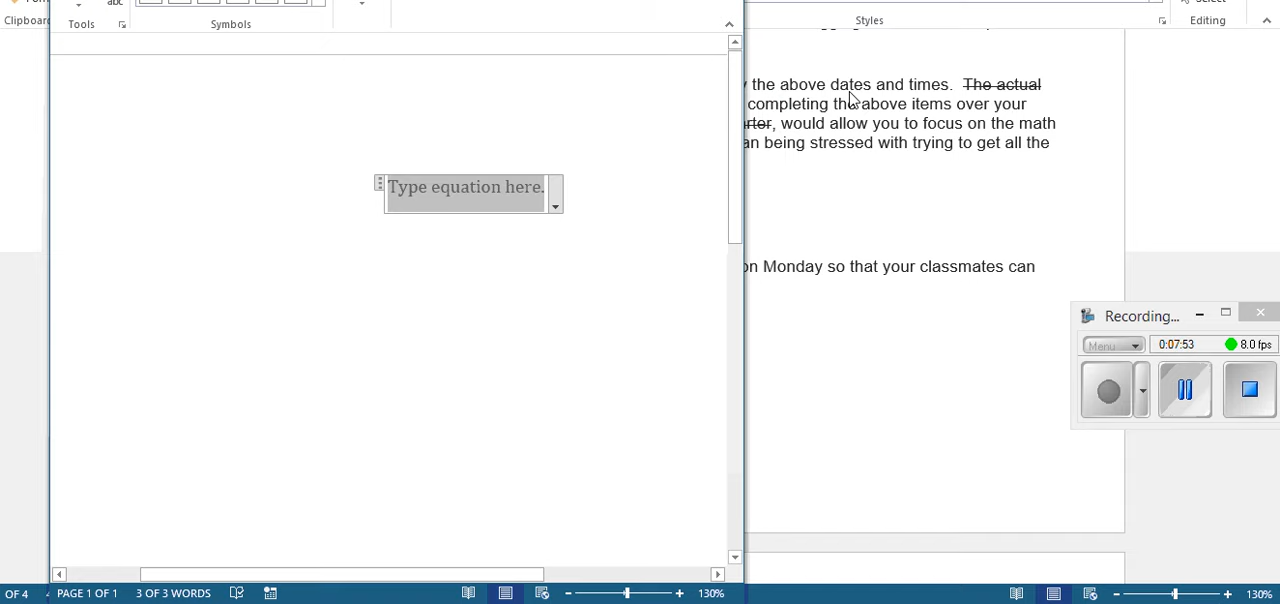 Clipboard
Tools
abc
Symbols
Styles
Select
Editing
y the above dates and times. The actual
completing the above items over your
rter, would allow you to focus on the math
an being stressed with trying to get all the
Type equation here.
on Monday so that your classmates can
Recording...
Menu
0:07:53
8.0 fps
OF 4
PAGE 1 OF 1
3 OF 3 WORDS
130%
130%